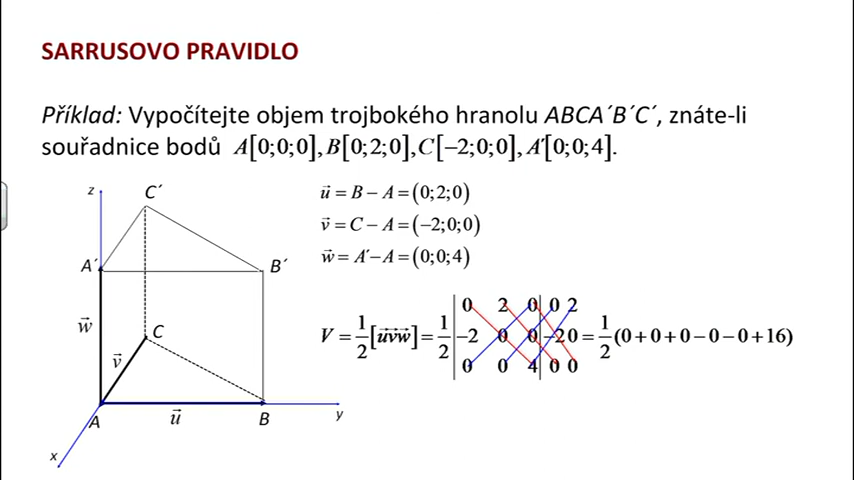 SARRUSOVO PRAVIDLO
Příklad: Vypočítejte objem trojbokého hranolu ABCA´B´C´, znáte-li
souřadnice bodů A[0;0;0], B[0;2;0], C[−2;0;0], A´[0;0;4].
z
C´
A´
B´
w⃗
C
v⃗
A
u⃗
B
y
x
u⃗ = B − A = (0;2;0)
v⃗ = C − A = (−2;0;0)
w⃗ = A´− A = (0;0;4)
V = 1/2 [u⃗v⃗w⃗] = 1/2 | 0 2 0 | 0 2
| −2 0 0 | −2 0 = 1/2 (0 + 0 + 0 − 0 − 0 + 16)
| 0 0 4 | 0 0